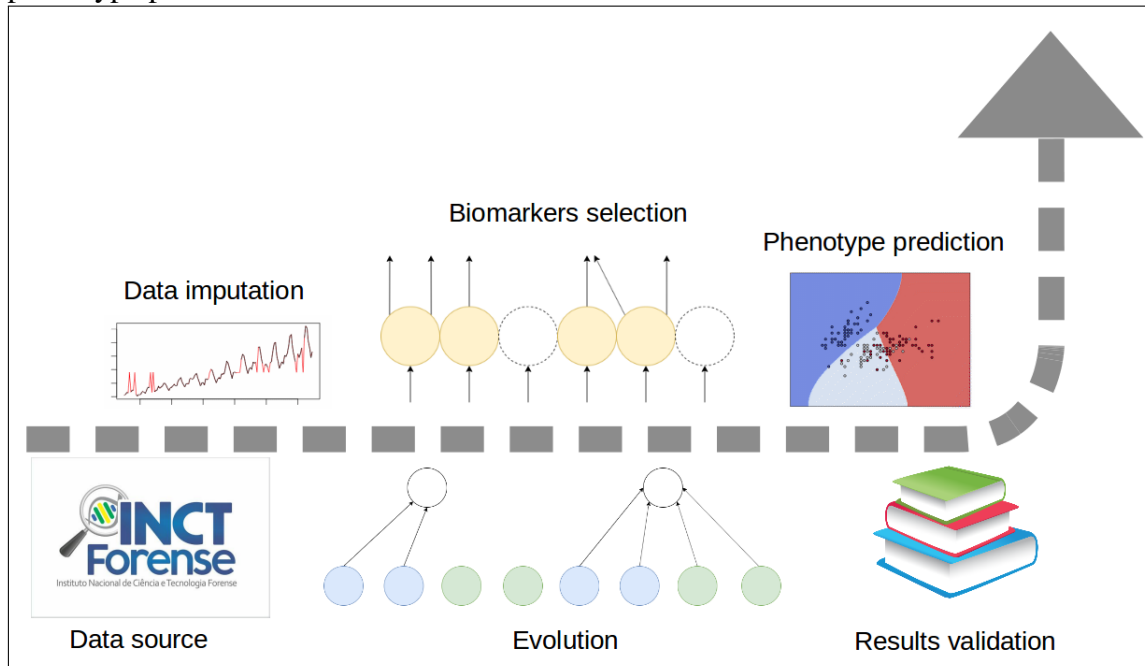 Biomarkers selection
Phenotype prediction
Data imputation
INCT
Forense
Instituto Nacional de Ciência e Tecnologia Forense
Data source
Evolution
Results validation